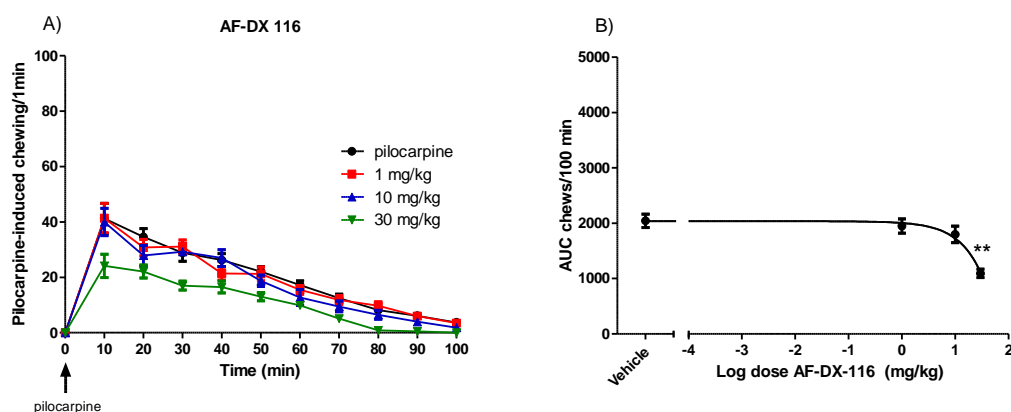 A)
AF-DX 116
Pilocarpine-induced chewing/1min
100
80
60
40
20
0
pilocarpine
1 mg/kg
10 mg/kg
30 mg/kg
0 10 20 30 40 50 60 70 80 90 100
Time (min)
pilocarpine
B)
AUC chews/100 min
5000
4000
3000
2000
1000
0
**
Vehicle
-4 -3 -2 -1 0 1 2
Log dose AF-DX-116 (mg/kg)